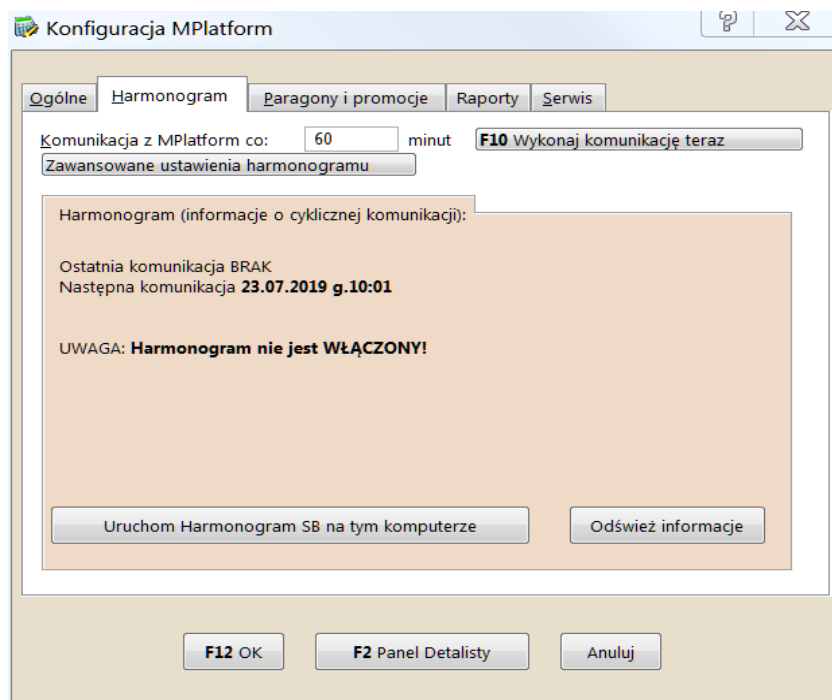 Konfiguracja MPlatform
Ogólne Harmonogram Paragony i promocje Raporty Serwis
Komunikacja z MPlatform co: 60 minut F10 Wykonaj komunikację teraz
Zawansowane ustawienia harmonogramu
Harmonogram (informacje o cyklicznej komunikacji):
Ostatnia komunikacja BRAK
Następna komunikacja 23.07.2019 g.10:01
UWAGA: Harmonogram nie jest WŁĄCZONY!
Uruchom Harmonogram SB na tym komputerze Odśwież informacje
F12 OK F2 Panel Detalisty Anuluj